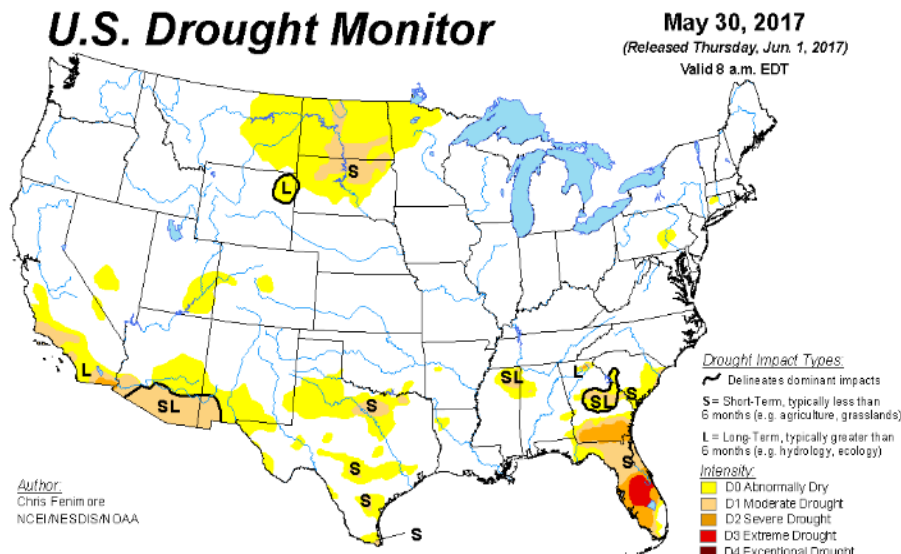 U.S. Drought Monitor
May 30, 2017
(Released Thursday, Jun. 1, 2017)
Valid 8 a.m. EDT
S
L
L
SL
SL
L
SL
S
S
S
S
S
S
Drought Impact Types:
Delineates dominant impacts
S = Short-Term, typically less than
6 months (e.g. agriculture, grasslands)
L = Long-Term, typically greater than
6 months (e.g. hydrology, ecology)
Intensity:
D0 Abnormally Dry
D1 Moderate Drought
D2 Severe Drought
D3 Extreme Drought
D4 Exceptional Drought
Author:
Chris Fenimore
NCEI/NESDIS/NOAA